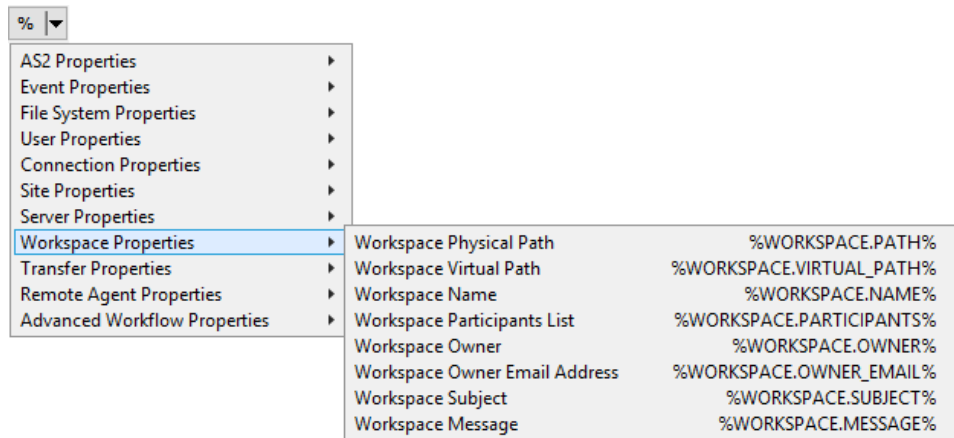 %
AS2 Properties
Event Properties
File System Properties
User Properties
Connection Properties
Site Properties
Server Properties
Workspace Properties
Transfer Properties
Remote Agent Properties
Advanced Workflow Properties
Workspace Physical Path %WORKSPACE.PATH%
Workspace Virtual Path %WORKSPACE.VIRTUAL_PATH%
Workspace Name %WORKSPACE.NAME%
Workspace Participants List %WORKSPACE.PARTICIPANTS%
Workspace Owner %WORKSPACE.OWNER%
Workspace Owner Email Address %WORKSPACE.OWNER_EMAIL%
Workspace Subject %WORKSPACE.SUBJECT%
Workspace Message %WORKSPACE.MESSAGE%